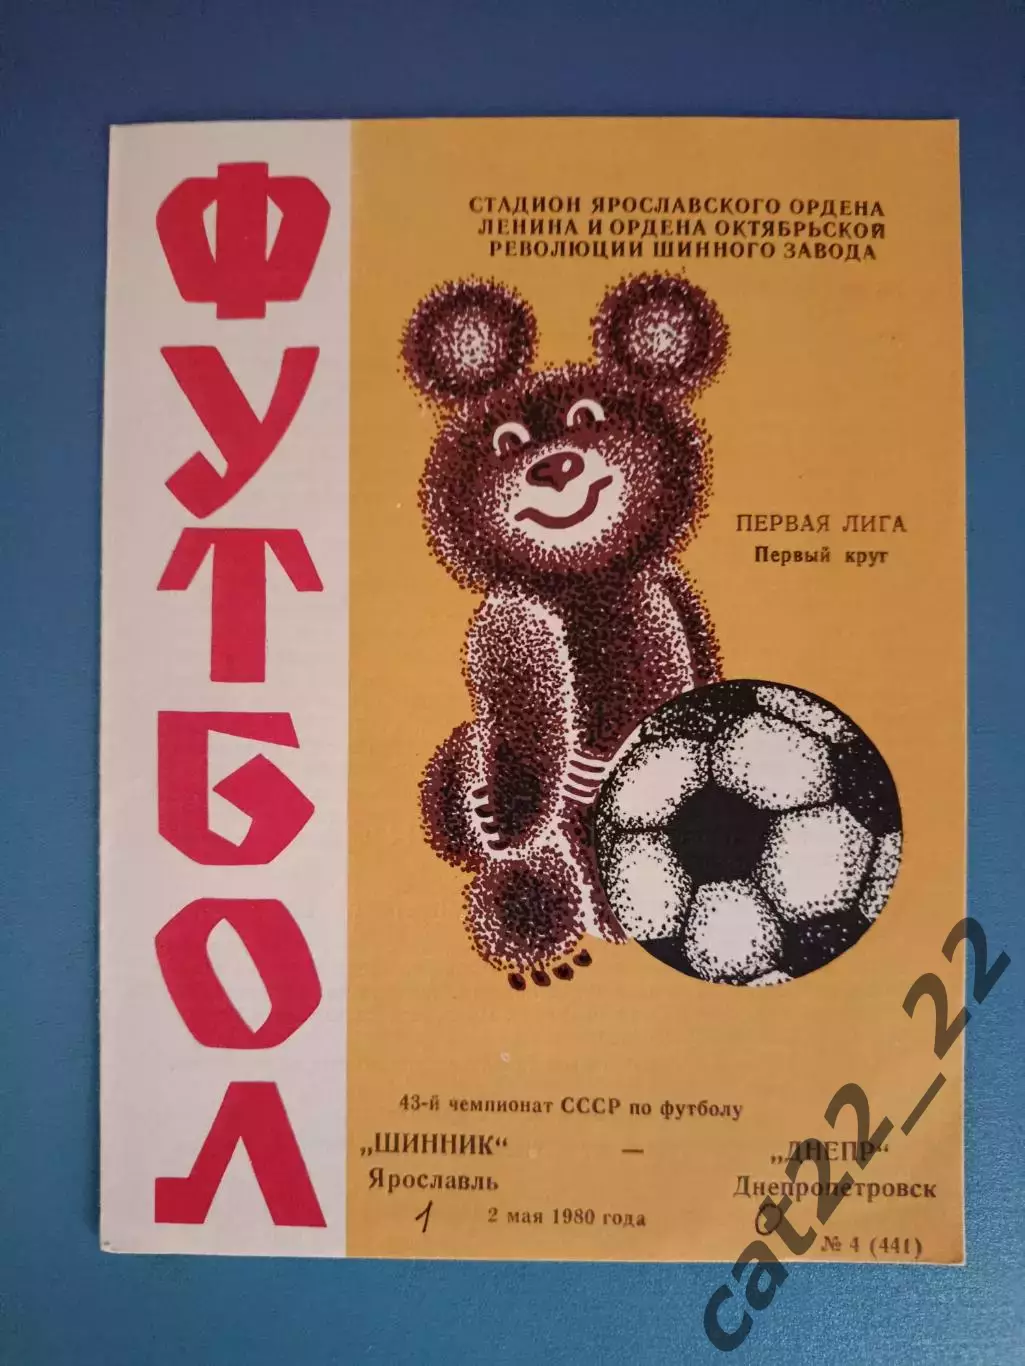 ФУТБОЛ
СТАДИОН ЯРОСЛАВСКОГО ОРДЕНА
ЛЕНИНА И ОРДЕНА ОКТЯБРЬСКОЙ
РЕВОЛЮЦИИ ШИННОГО ЗАВОДА
ПЕРВАЯ ЛИГА
Первый круг
43-й чемпионат СССР по футболу
„ШИННИК" — „ДНЕПР"
Ярославль Днепропетровск
1 2 мая 1980 года 0
№ 4 (441)
cat22_22